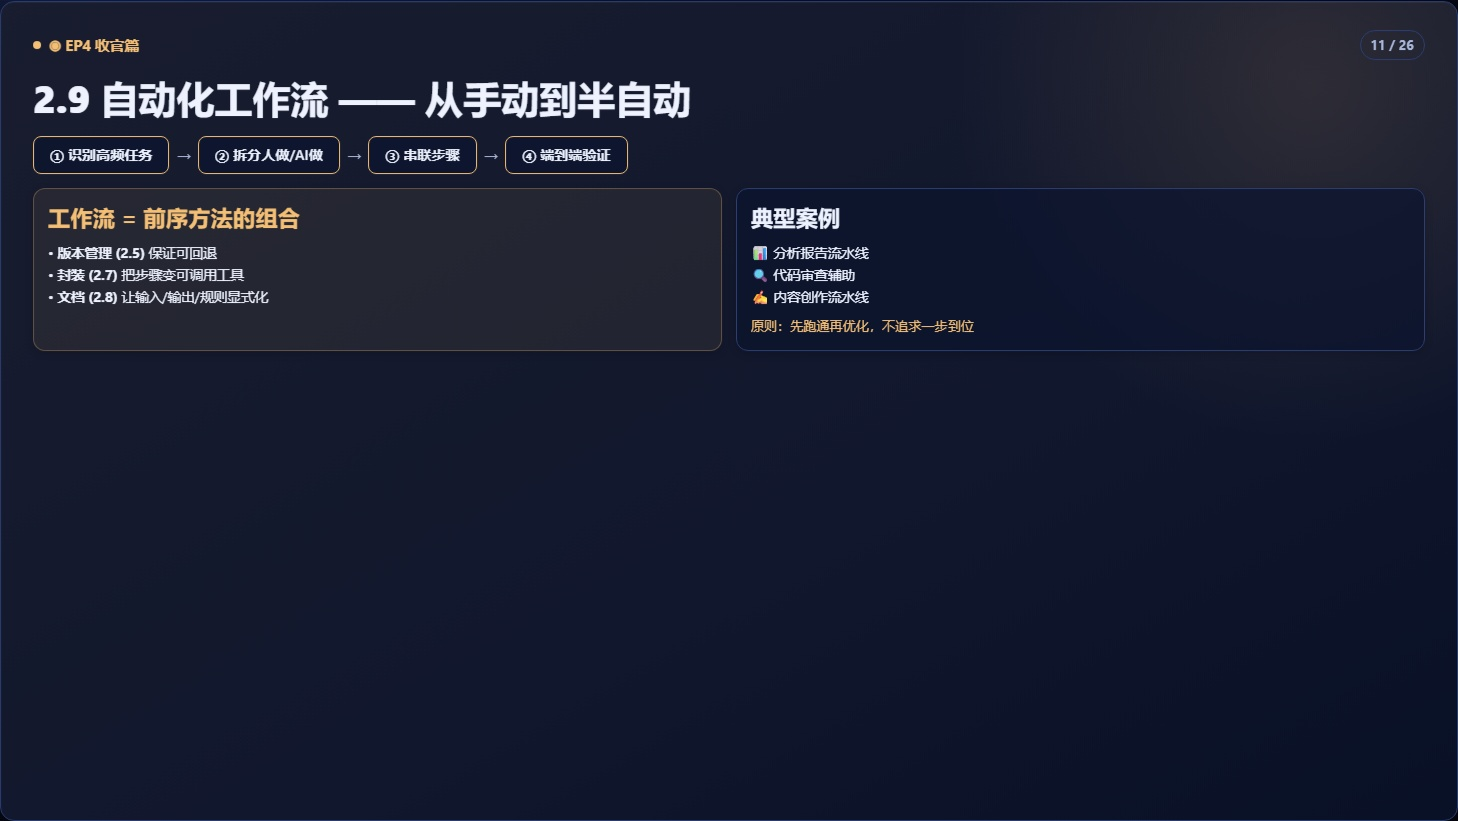 EP4 收官篇
11 / 26
2.9 自动化工作流 —— 从手动到半自动
① 识别高频任务 → ② 拆分人做/AI做 → ③ 串联步骤 → ④ 端到端验证
工作流 = 前序方法的组合
• 版本管理 (2.5) 保证可回退
• 封装 (2.7) 把步骤变可调用工具
• 文档 (2.8) 让输入/输出/规则显式化
典型案例
📊 分析报告流水线
🔍 代码审查辅助
✍️ 内容创作流水线
原则：先跑通再优化，不追求一步到位